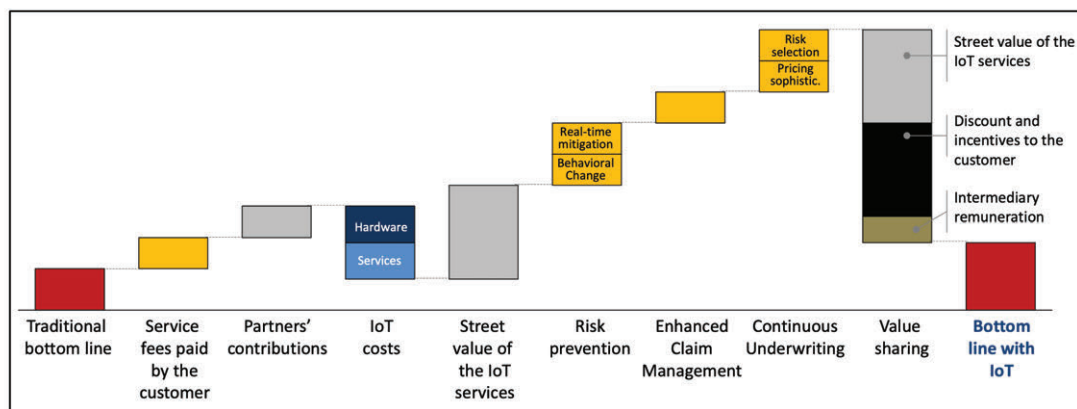 Risk
selection
Pricing
sophistic.
Real-time
mitigation
Behavioral
Change
Hardware
Services
Street value of the
IoT services
Discount and
incentives to the
customer
Intermediary
remuneration
Traditional
bottom line
Service
fees paid
by the
customer
Partners’
contributions
IoT
costs
Street
value of
the IoT
services
Risk
prevention
Enhanced
Claim
Management
Continuous
Underwriting
Value
sharing
Bottom
line with
IoT